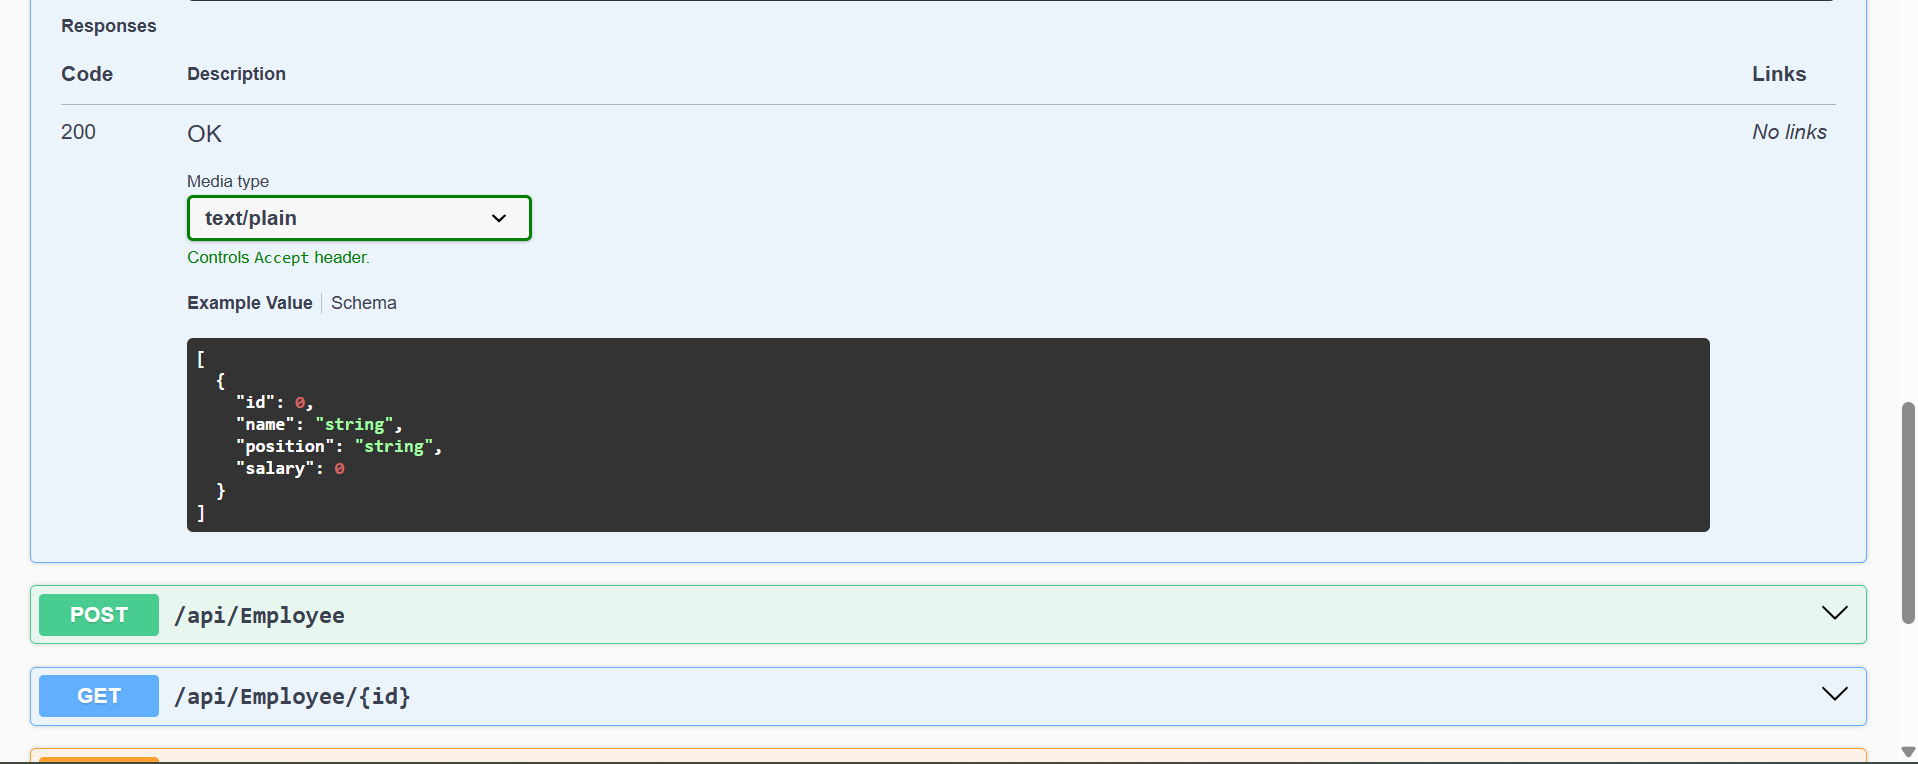 Responses
Code Description Links
200 OK No links
Media type
text/plain
Controls Accept header.
Example Value Schema
[
  {
    "id": 0,
    "name": "string",
    "position": "string",
    "salary": 0
  }
]
POST /api/Employee
GET /api/Employee/{id}